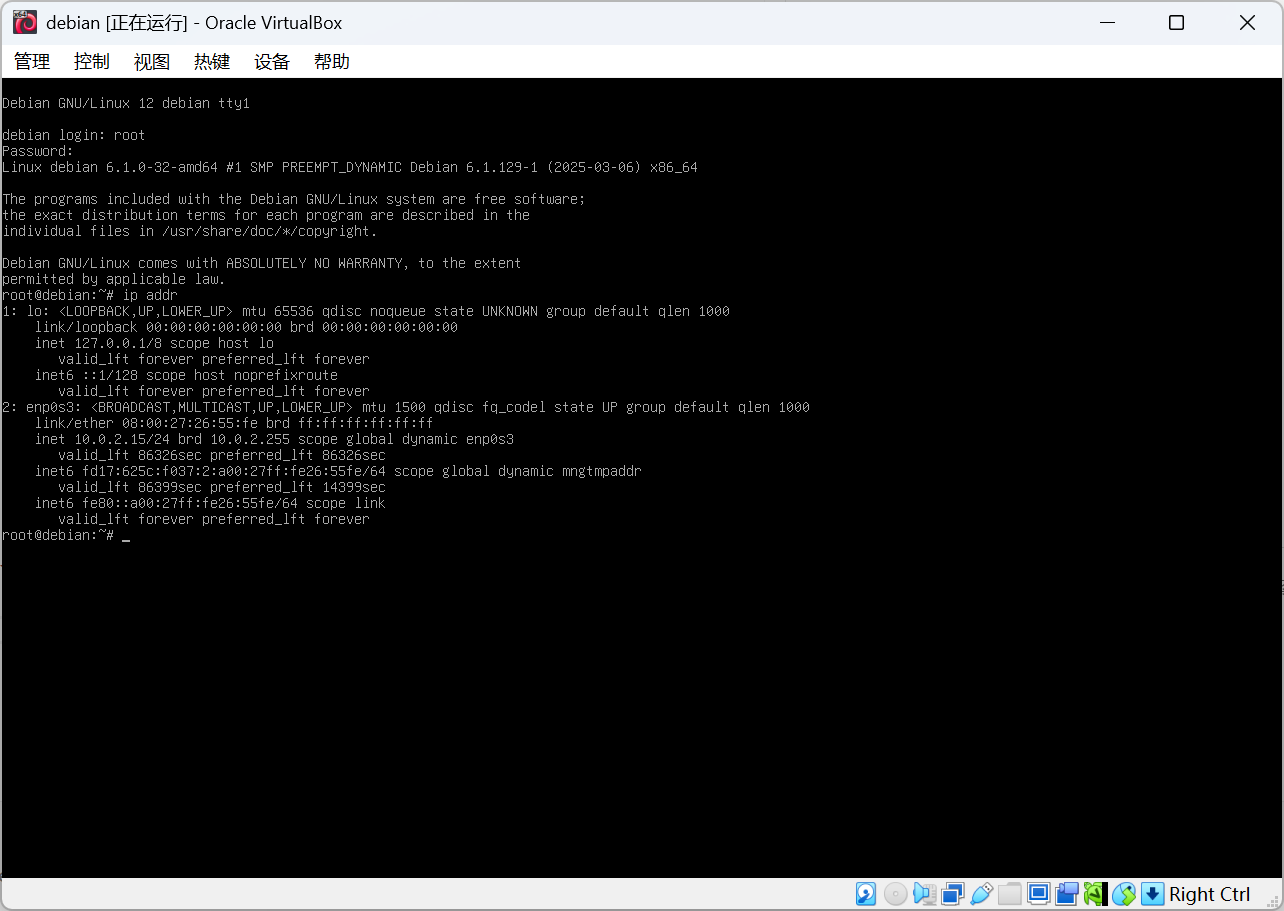 debian [正在运行] - Oracle VirtualBox
管理 控制 视图 热键 设备 帮助
Debian GNU/Linux 12 debian tty1
debian login: root
Password:
Linux debian 6.1.0-32-amd64 #1 SMP PREEMPT_DYNAMIC Debian 6.1.129-1 (2025-03-06) x86_64
The programs included with the Debian GNU/Linux system are free software;
the exact distribution terms for each program are described in the
individual files in /usr/share/doc/*/copyright.
Debian GNU/Linux comes with ABSOLUTELY NO WARRANTY, to the extent
permitted by applicable law.
root@debian:~# ip addr
1: lo: <LOOPBACK,UP,LOWER_UP> mtu 65536 qdisc noqueue state UNKNOWN group default qlen 1000
    link/loopback 00:00:00:00:00:00 brd 00:00:00:00:00:00
    inet 127.0.0.1/8 scope host lo
       valid_lft forever preferred_lft forever
    inet6 ::1/128 scope host noprefixroute
       valid_lft forever preferred_lft forever
2: enp0s3: <BROADCAST,MULTICAST,UP,LOWER_UP> mtu 1500 qdisc fq_codel state UP group default qlen 1000
    link/ether 08:00:27:26:55:fe brd ff:ff:ff:ff:ff:ff
    inet 10.0.2.15/24 brd 10.0.2.255 scope global dynamic enp0s3
       valid_lft 86326sec preferred_lft 86326sec
    inet6 fd17:625c:f037:2:a00:27ff:fe26:55fe/64 scope global dynamic mngtmpaddr
       valid_lft 86399sec preferred_lft 14399sec
    inet6 fe80::a00:27ff:fe26:55fe/64 scope link
       valid_lft forever preferred_lft forever
root@debian:~# _
Right Ctrl